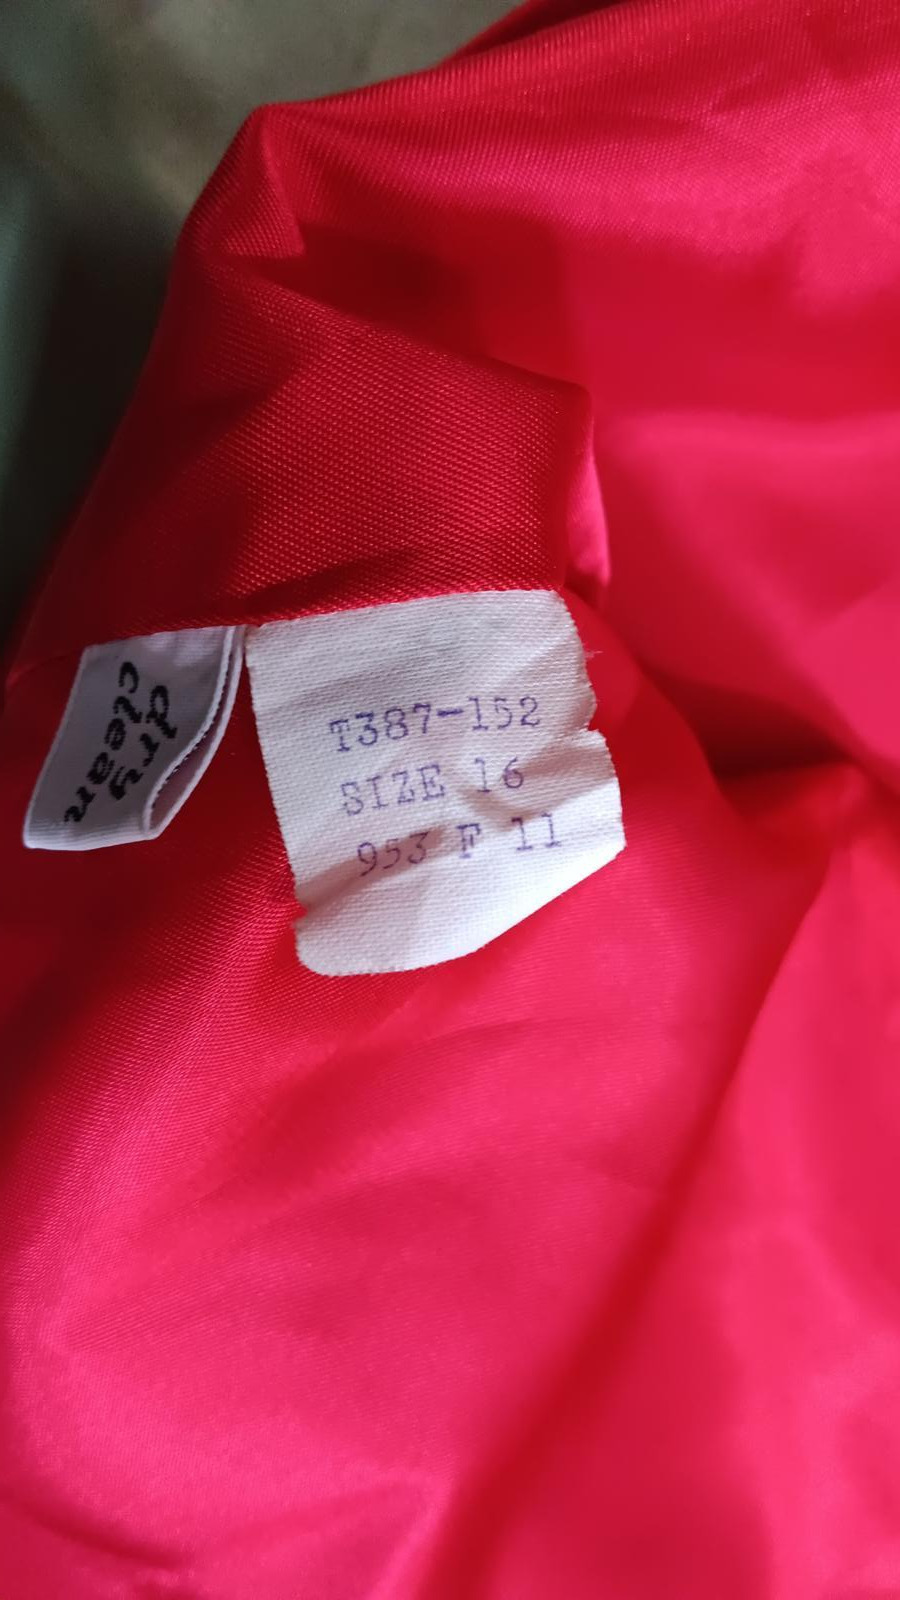 dry
clean
T387-152
SIZE 16
953 F 11